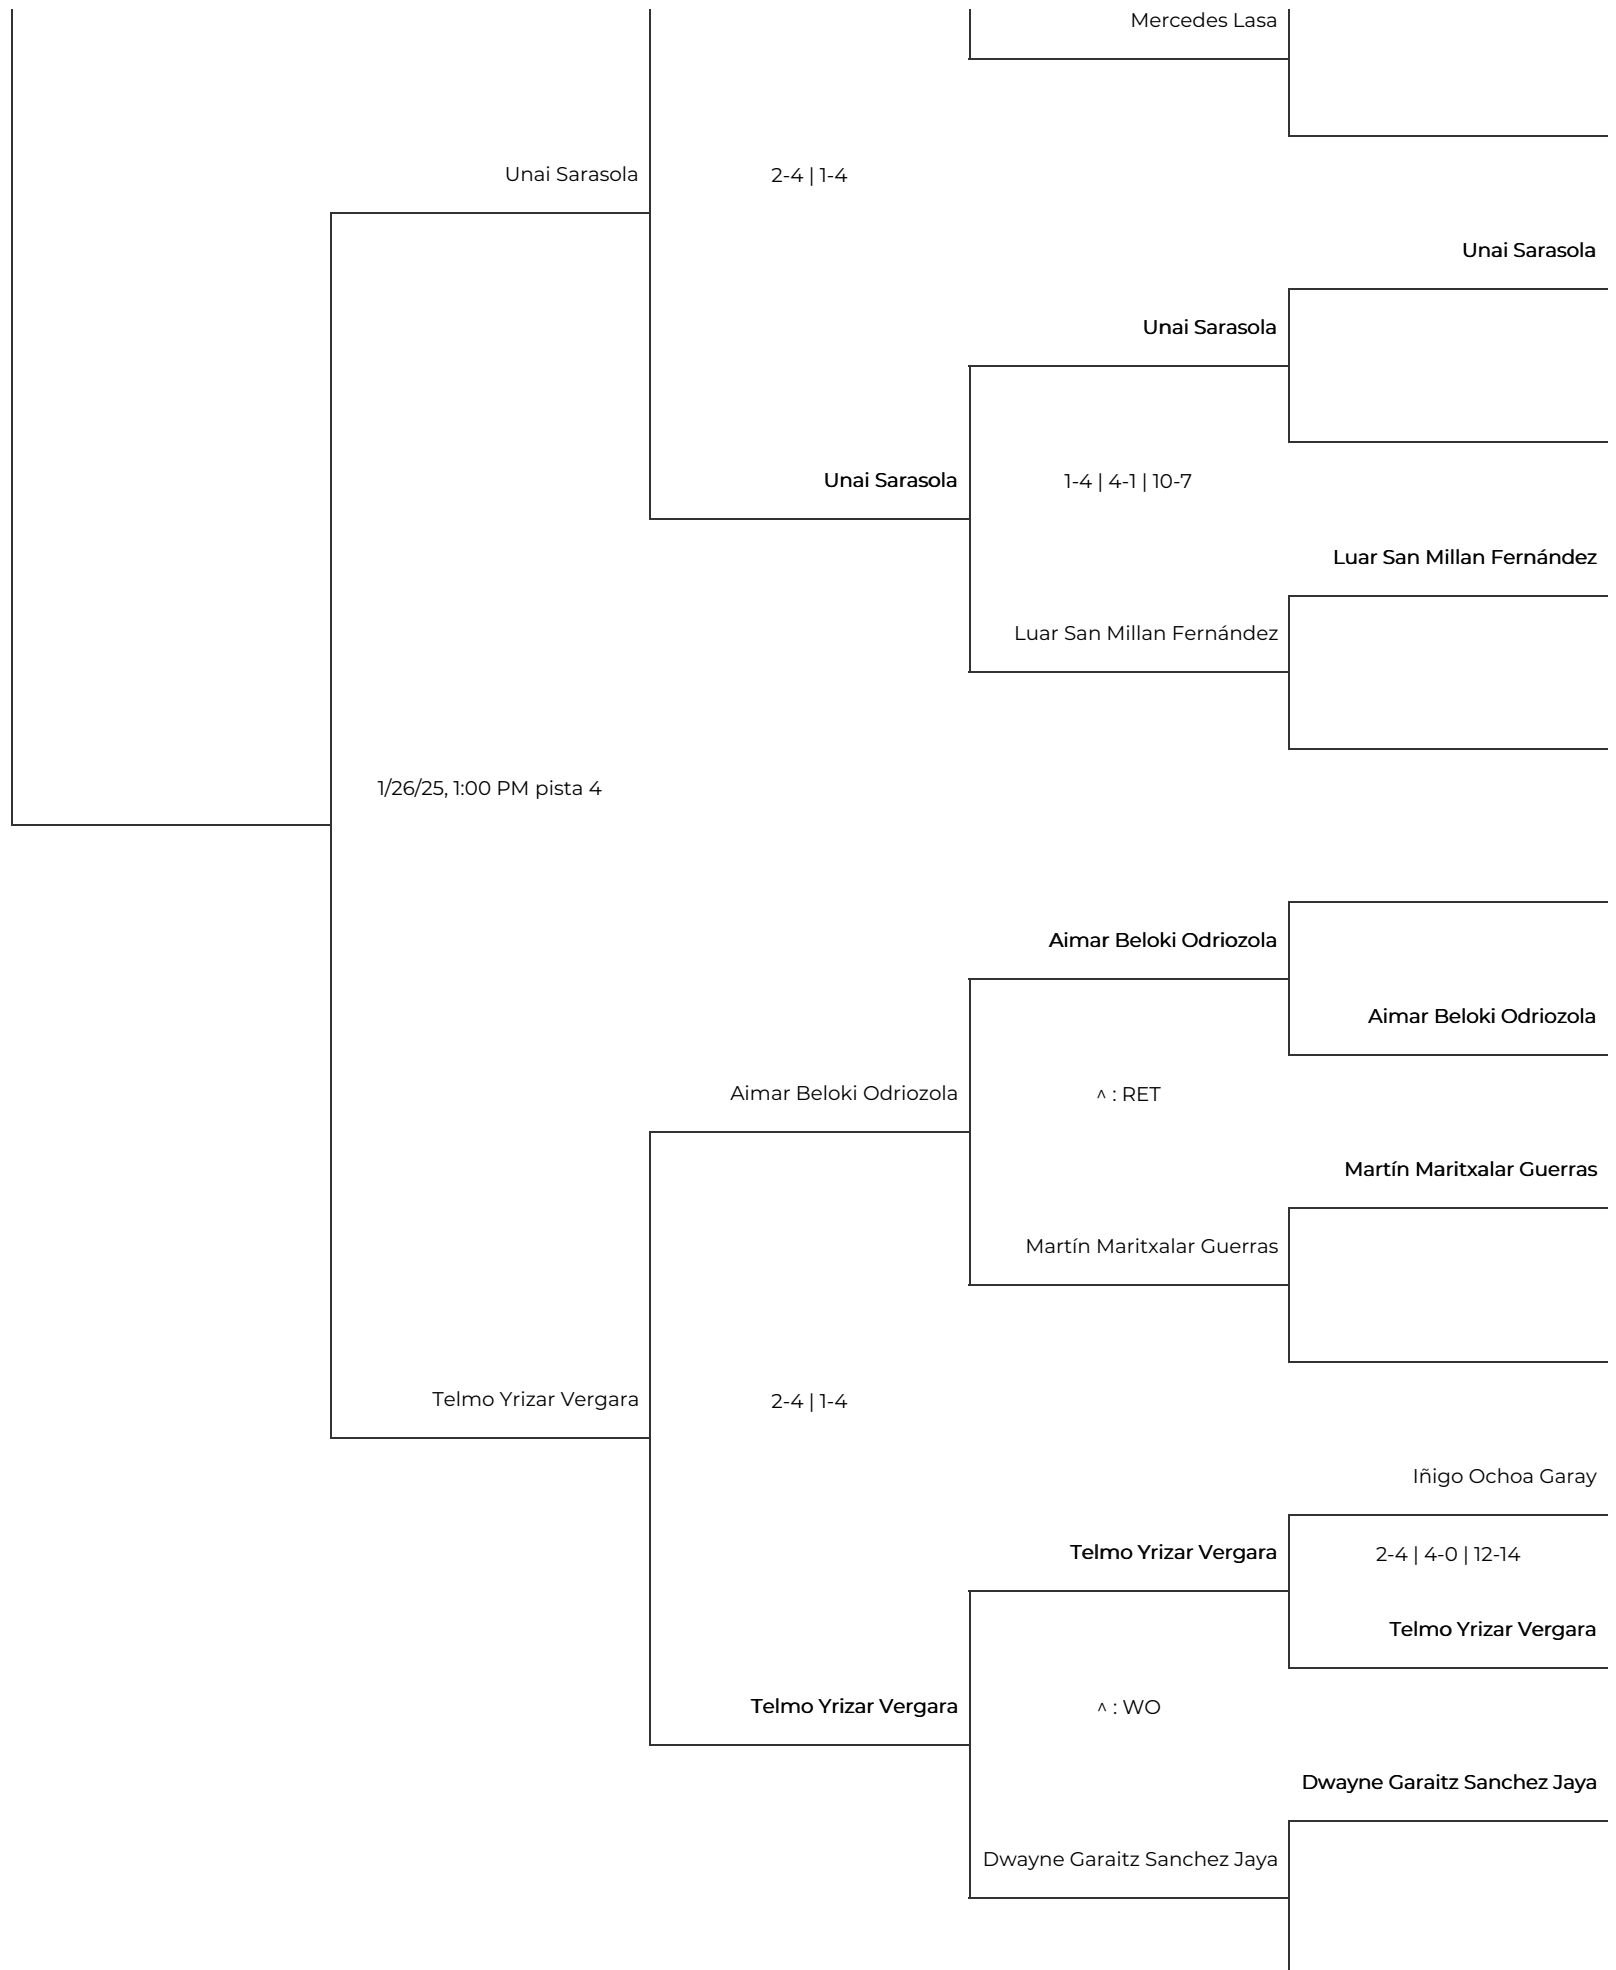 Mercedes Lasa
Unai Sarasola
2-4 | 1-4
Unai Sarasola
Unai Sarasola
Unai Sarasola
1-4 | 4-1 | 10-7
Luar San Millan Fernández
Luar San Millan Fernández
1/26/25, 1:00 PM pista 4
Aimar Beloki Odriozola
Aimar Beloki Odriozola
Aimar Beloki Odriozola
^ : RET
Martín Maritxalar Guerras
Martín Maritxalar Guerras
Telmo Yrizar Vergara
2-4 | 1-4
Iñigo Ochoa Garay
Telmo Yrizar Vergara
2-4 | 4-0 | 12-14
Telmo Yrizar Vergara
Telmo Yrizar Vergara
^ : WO
Dwayne Garaitz Sanchez Jaya
Dwayne Garaitz Sanchez Jaya